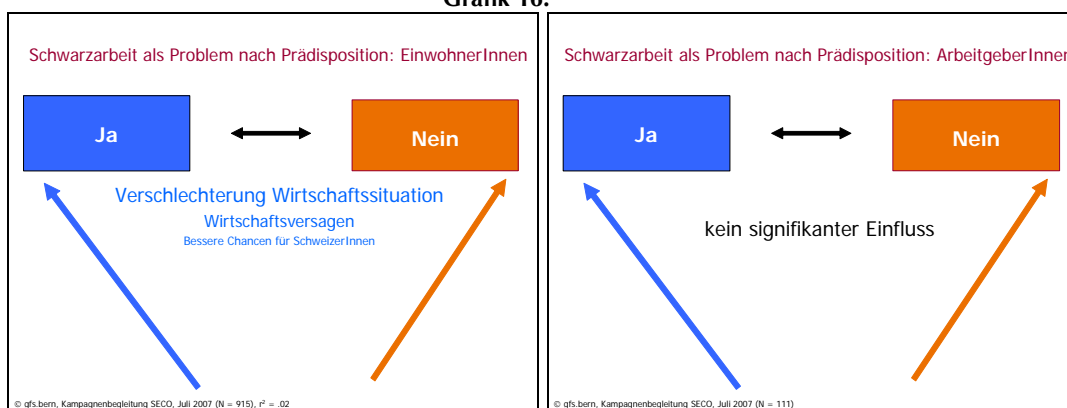 Grafik 16:
Schwarzarbeit als Problem nach Prädisposition: EinwohnerInnen
Ja
Nein
Verschlechterung Wirtschaftssituation
Wirtschaftsversagen
Bessere Chancen für SchweizerInnen
© gfs.bern, Kampagnenbegleitung SECO, Juli 2007 (N = 915), r² = .02
Schwarzarbeit als Problem nach Prädisposition: ArbeitgeberInnen
Ja
Nein
kein signifikanter Einfluss
© gfs.bern, Kampagnenbegleitung SECO, Juli 2007 (N = 111)